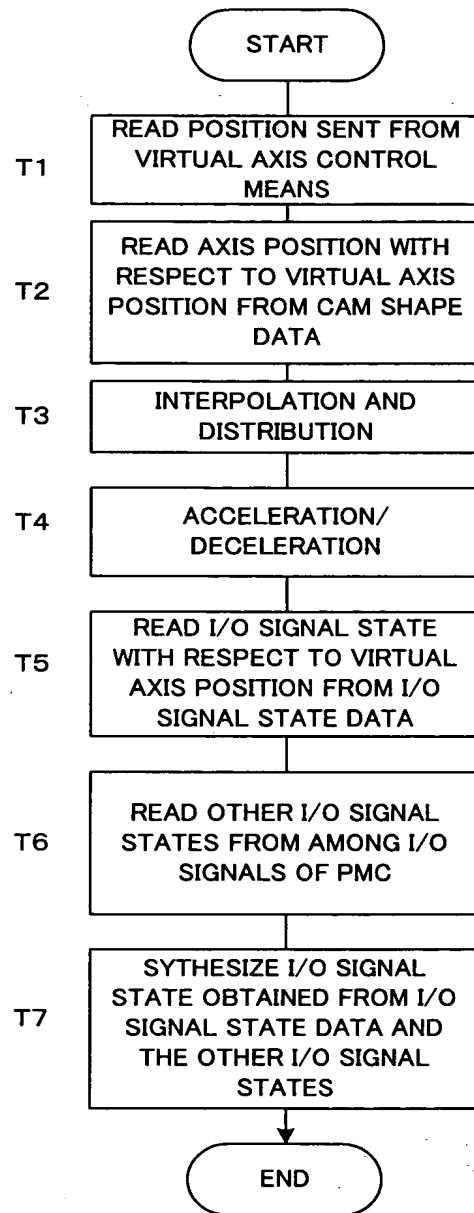 START
T1
READ POSITION SENT FROM
VIRTUAL AXIS CONTROL
MEANS
T2
READ AXIS POSITION WITH
RESPECT TO VIRTUAL AXIS
POSITION FROM CAM SHAPE
DATA
T3
INTERPOLATION AND
DISTRIBUTION
T4
ACCELERATION/
DECELERATION
T5
READ I/O SIGNAL STATE
WITH RESPECT TO VIRTUAL
AXIS POSITION FROM I/O
SIGNAL STATE DATA
T6
READ OTHER I/O SIGNAL
STATES FROM AMONG I/O
SIGNALS OF PMC
T7
SYTHESIZE I/O SIGNAL
STATE OBTAINED FROM I/O
SIGNAL STATE DATA AND
THE OTHER I/O SIGNAL
STATES
END